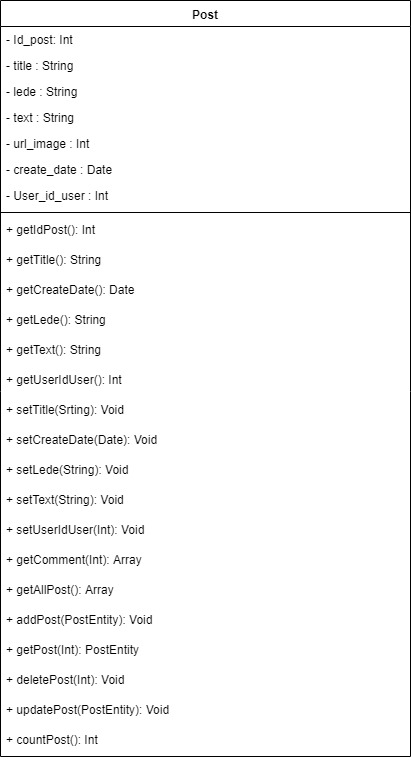 Post
- Id_post: Int
- title : String
- lede : String
- text : String
- url_image : Int
- create_date : Date
- User_id_user : Int
+ getIdPost(): Int
+ getTitle(): String
+ getCreateDate(): Date
+ getLede(): String
+ getText(): String
+ getUserIdUser(): Int
+ setTitle(Srting): Void
+ setCreateDate(Date): Void
+ setLede(String): Void
+ setText(String): Void
+ setUserIdUser(Int): Void
+ getComment(Int): Array
+ getAllPost(): Array
+ addPost(PostEntity): Void
+ getPost(Int): PostEntity
+ deletePost(Int): Void
+ updatePost(PostEntity): Void
+ countPost(): Int